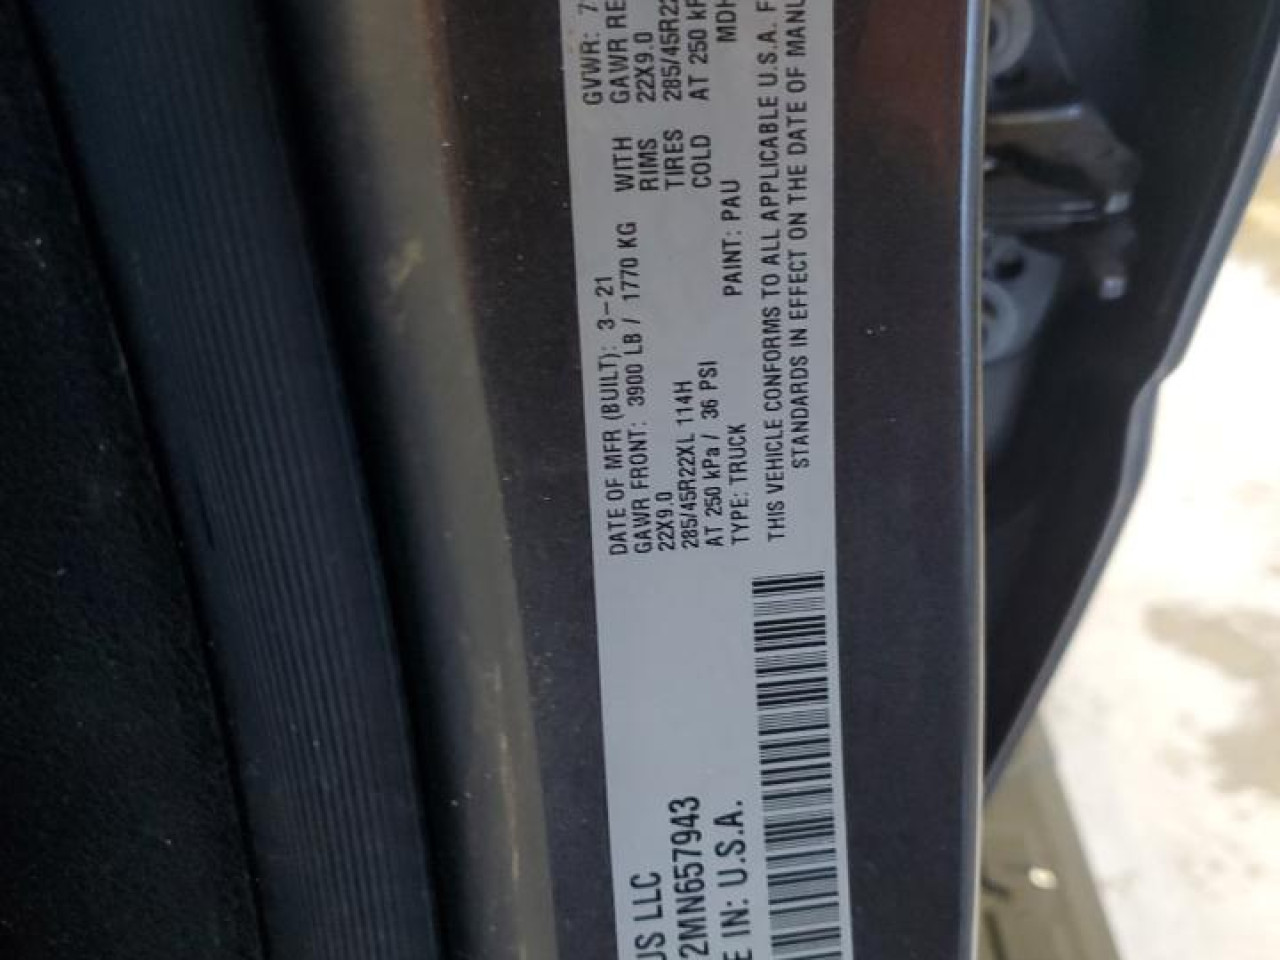 US LLC
2MN657943
E IN: U.S.A.
DATE OF MFR (BUILT): 3-21 GVWR: 7
GAWR FRONT: 3900 LB / 1770 KG WITH GAWR RE
22X9.0 RIMS 22X9.0
285/45R22XL 114H TIRES 285/45R22
AT 250 kPa / 36 PSI COLD AT 250 kP
TYPE: TRUCK PAINT: PAU MDH
THIS VEHICLE CONFORMS TO ALL APPLICABLE U.S.A. F
STANDARDS IN EFFECT ON THE DATE OF MANU